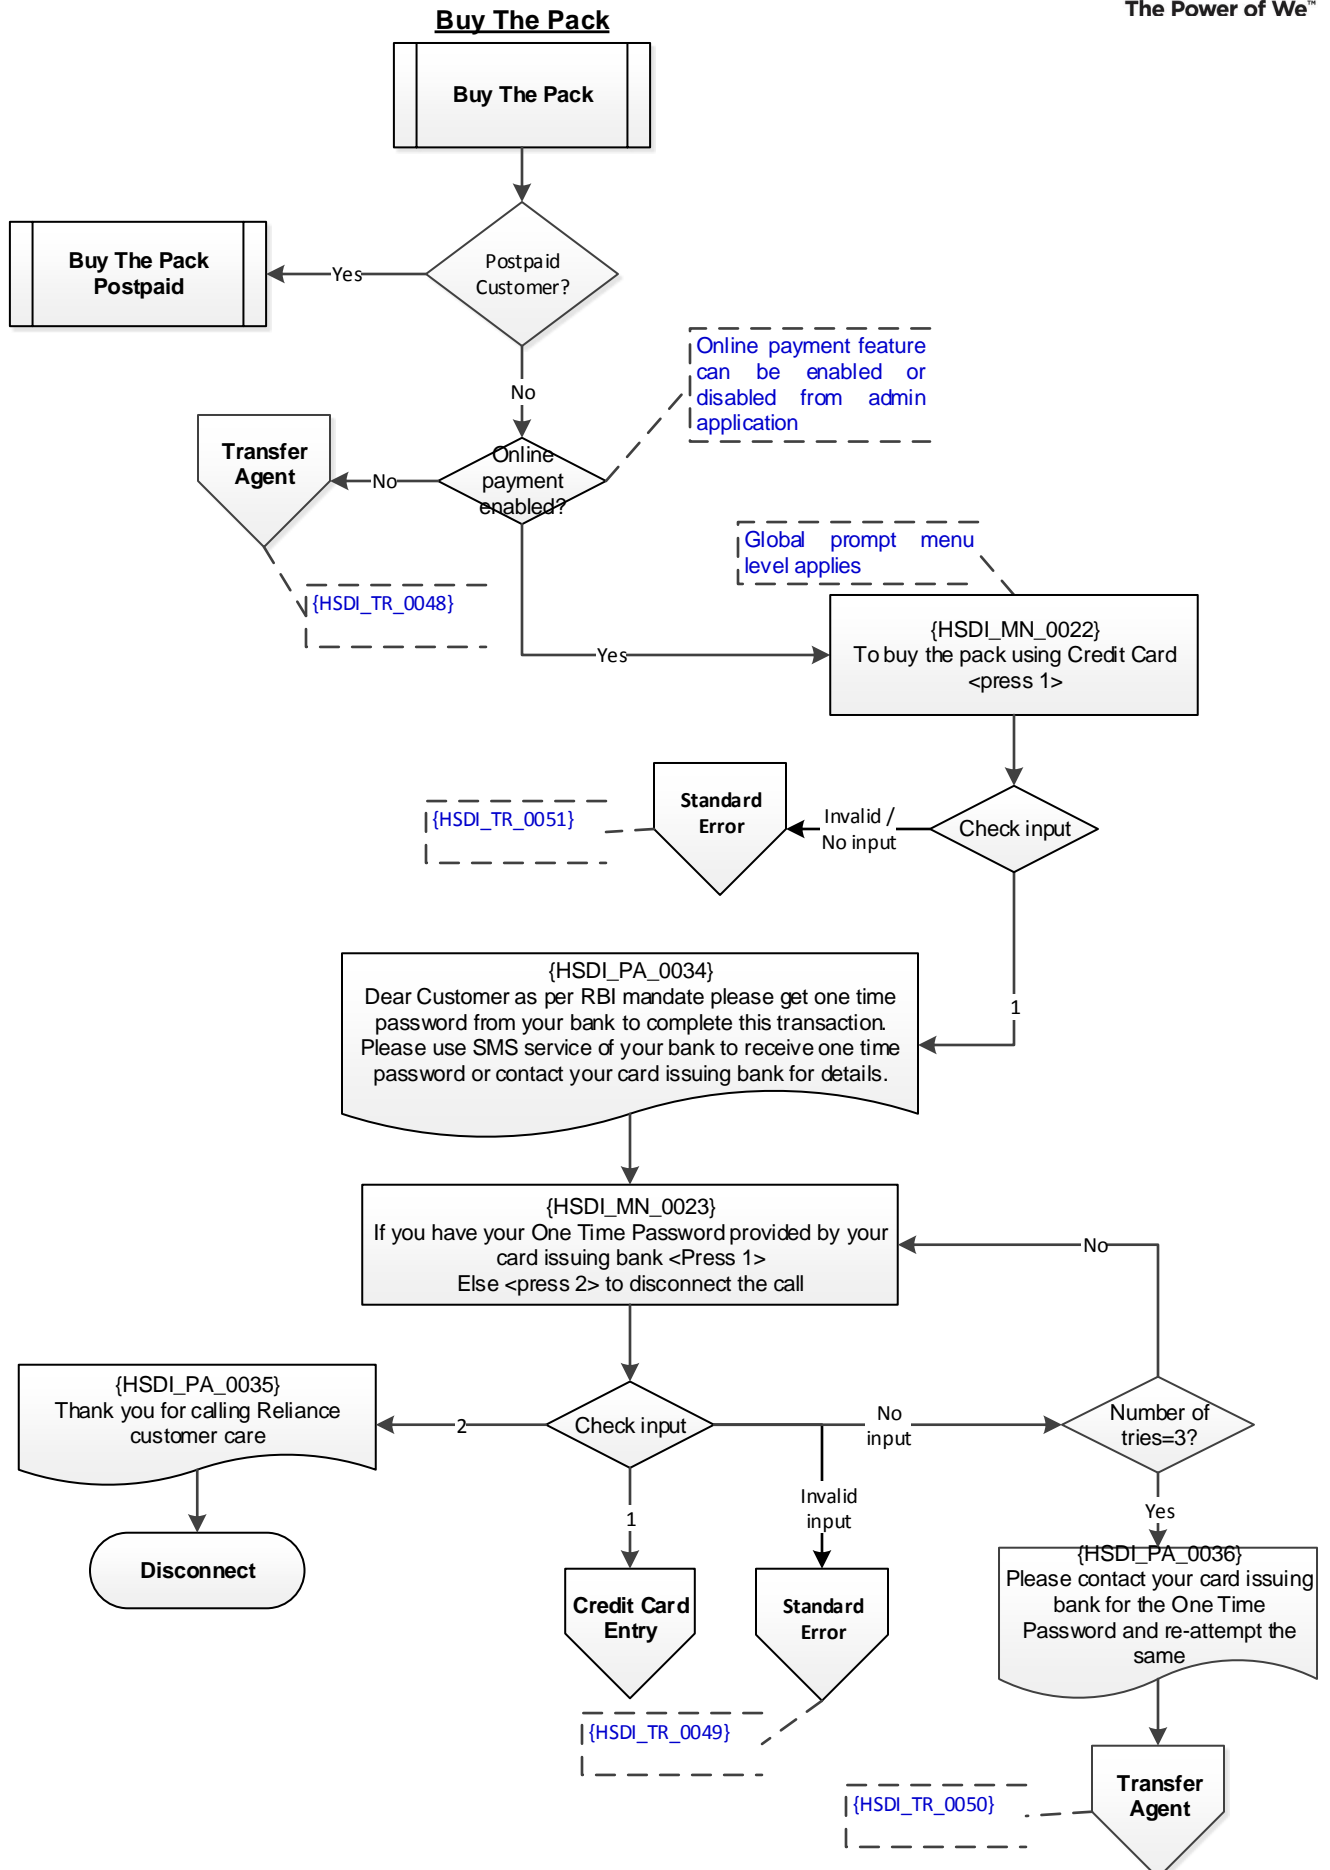 The Power of We™
Buy The Pack
Buy The Pack
Postpaid
Customer?
Yes
Buy The Pack
Postpaid
No
Online payment feature
can be enabled or
disabled from admin
application
Online
payment
enabled?
No
Transfer
Agent
{HSDI_TR_0048}
Global prompt menu
level applies
Yes
{HSDI_MN_0022}
To buy the pack using Credit Card
<press 1>
Check input
Invalid /
No input
Standard
Error
{HSDI_TR_0051}
1
{HSDI_PA_0034}
Dear Customer as per RBI mandate please get one time
password from your bank to complete this transaction.
Please use SMS service of your bank to receive one time
password or contact your card issuing bank for details.
{HSDI_MN_0023}
If you have your One Time Password provided by your
card issuing bank <Press 1>
Else <press 2> to disconnect the call
No
{HSDI_PA_0035}
Thank you for calling Reliance
customer care
2
Check input
No
input
Number of
tries=3?
Disconnect
1
Invalid
input
Yes
Credit Card
Entry
Standard
Error
{HSDI_PA_0036}
Please contact your card issuing
bank for the One Time
Password and re-attempt the
same
{HSDI_TR_0049}
Transfer
Agent
{HSDI_TR_0050}